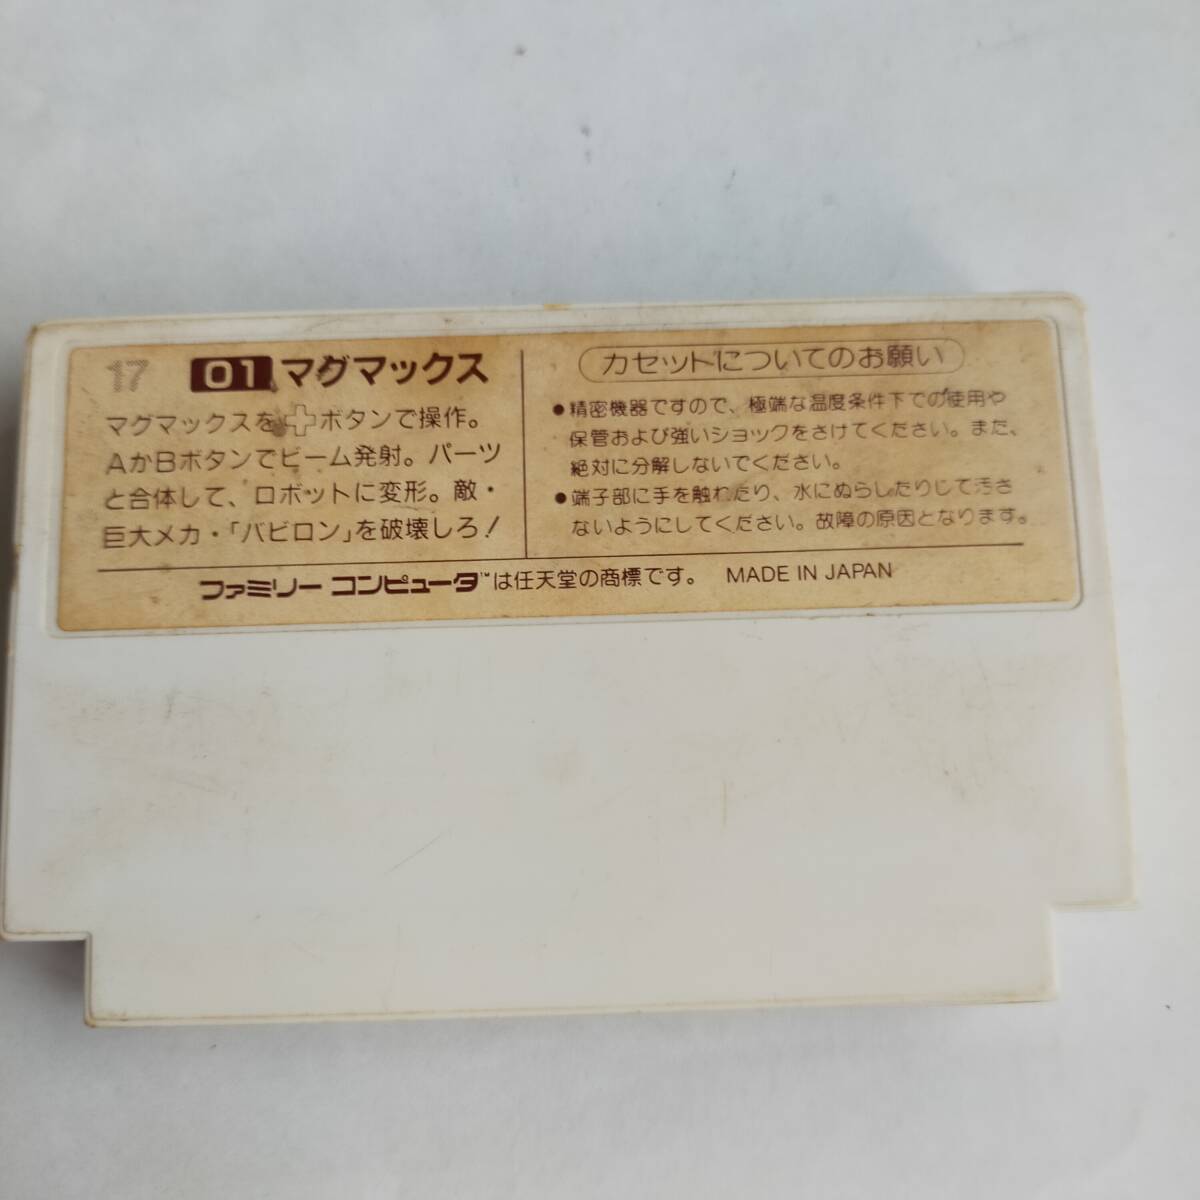 17 01 マグマックス
マグマックスを✚ボタンで操作。
AかBボタンでビーム発射。パーツ
と合体して、ロボットに変形。敵・
巨大メカ・「バビロン」を破壊しろ！
カセットについてのお願い
●精密機器ですので、極端な温度条件下での使用や
保管および強いショックをさけてください。また、
絶対に分解しないでください。
●端子部に手を触れたり、水にぬらしたりして汚さ
ないようにしてください。故障の原因となります。
ファミリーコンピュータ™は任天堂の商標です。 MADE IN JAPAN